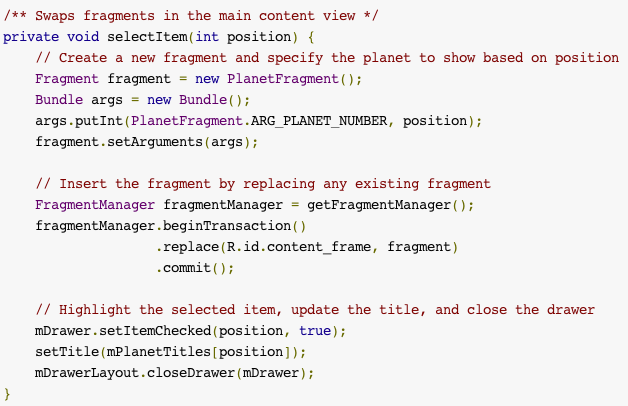 /** Swaps fragments in the main content view */
private void selectItem(int position) {
    // Create a new fragment and specify the planet to show based on position
    Fragment fragment = new PlanetFragment();
    Bundle args = new Bundle();
    args.putInt(PlanetFragment.ARG_PLANET_NUMBER, position);
    fragment.setArguments(args);

    // Insert the fragment by replacing any existing fragment
    FragmentManager fragmentManager = getFragmentManager();
    fragmentManager.beginTransaction()
                   .replace(R.id.content_frame, fragment)
                   .commit();

    // Highlight the selected item, update the title, and close the drawer
    mDrawer.setItemChecked(position, true);
    setTitle(mPlanetTitles[position]);
    mDrawerLayout.closeDrawer(mDrawer);
}